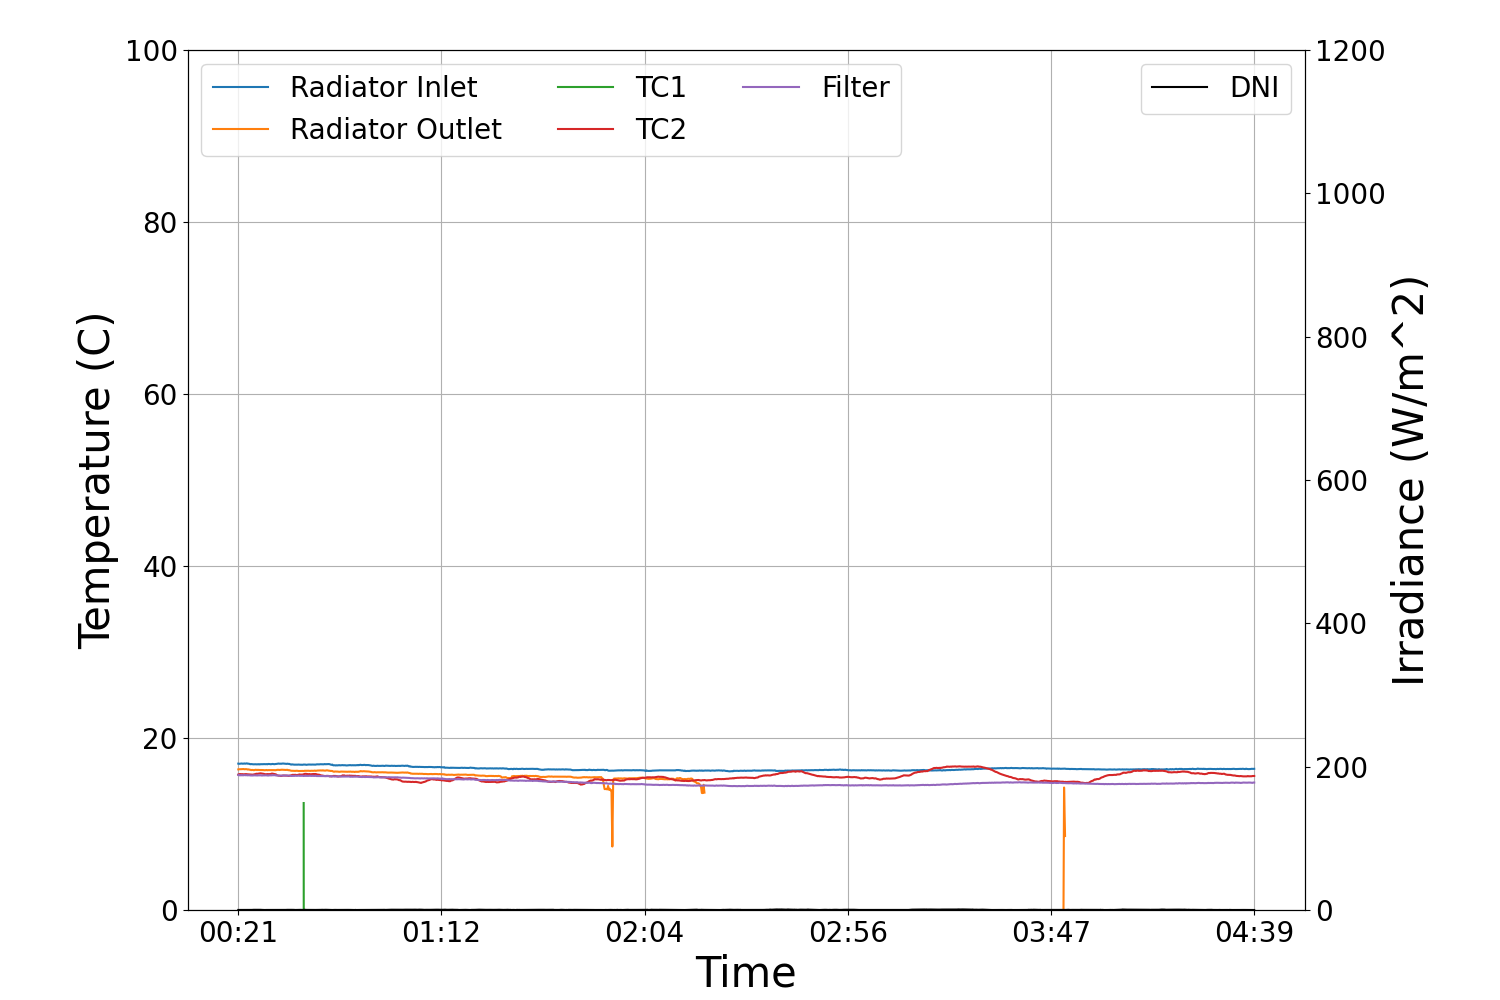 Radiator Inlet
Radiator Outlet
TC1
TC2
Filter
DNI
Temperature (C)
100
80
60
40
20
0
1200
1000
800
600
400
200
0
Irradiance (W/m^2)
00:21 01:12 02:04 02:56 03:47 04:39
Time